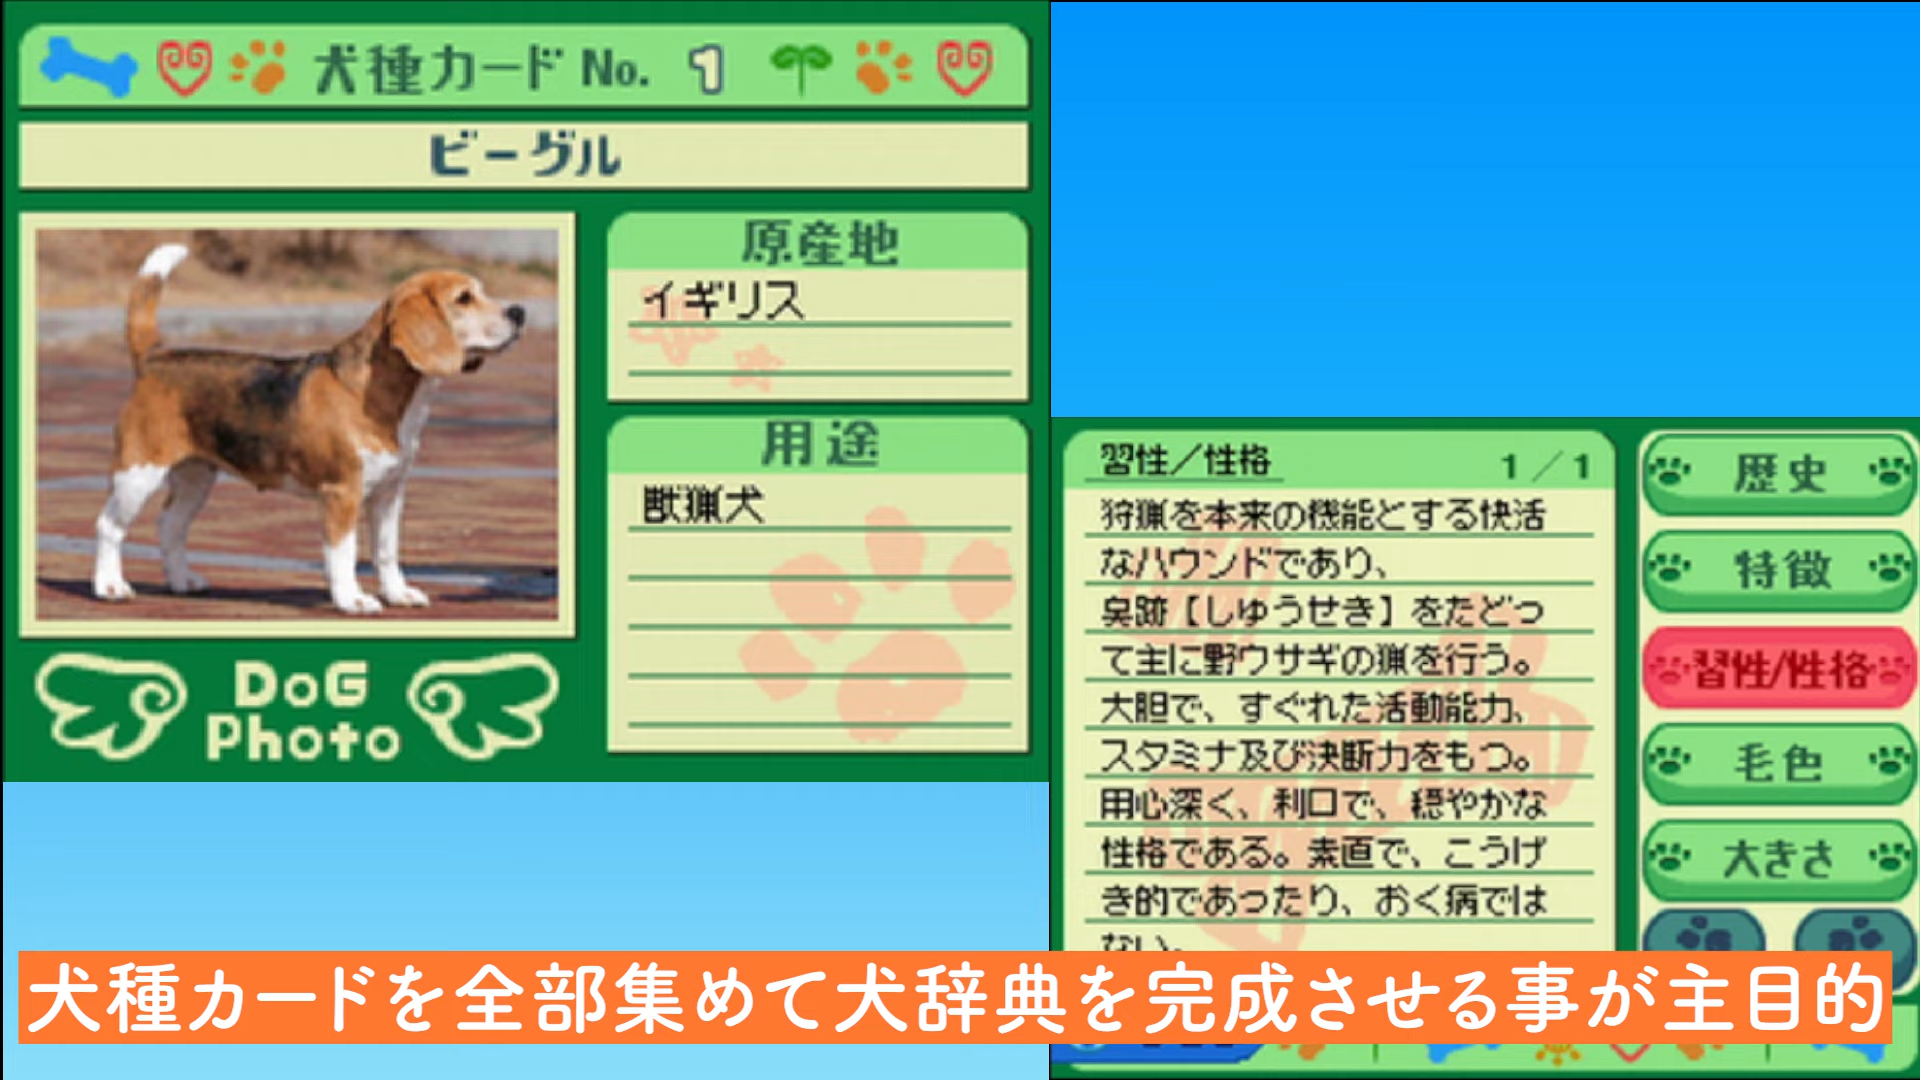 犬種カード No. 1
ビーグル
原産地
イギリス
用途
獣猟犬
DoG
Photo
習性/性格 1/1
狩猟を本来の機能とする快活
なハウンドであり、
臭跡【しゅうせき】をたどっ
て主に野ウサギの猟を行う。
大胆で、すぐれた活動能力、
スタミナ及び決断力をもつ。
用心深く、利口で、穏やかな
性格である。素直で、こうげ
き的であったり、おく病では
ない。
歴史
特徴
習性/性格
毛色
大きさ
犬種カードを全部集めて犬辞典を完成させる事が主目的